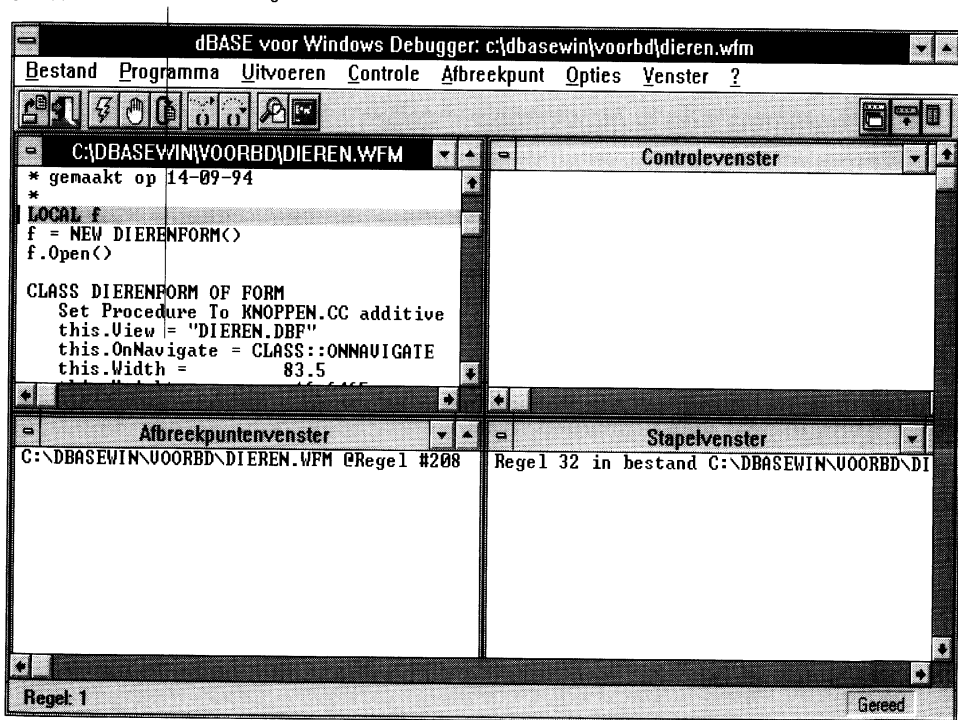 dBASE voor Windows Debugger: c:\dbasewin\voorbd\dieren.wfm
Bestand Programma Uitvoeren Controle Afbreekpunt Opties Venster ?
C:\DBASEWIN\VOORBD\DIEREN.WFM
* gemaakt op 14-09-94
*
LOCAL f
f = NEW DIERENFORM()
f.Open()
CLASS DIERENFORM OF FORM
Set Procedure To KNOPPEN.CC additive
this.View = "DIEREN.DBF"
this.OnNavigate = CLASS::ONNAVIGATE
this.Width = 83.5
Controlevenster
Afbreekpuntenvenster
C:\DBASEWIN\VOORBD\DIEREN.WFM @Regel #208
Stapelvenster
Regel 32 in bestand C:\DBASEWIN\VOORBD\DI
Regel: 1
Gereed